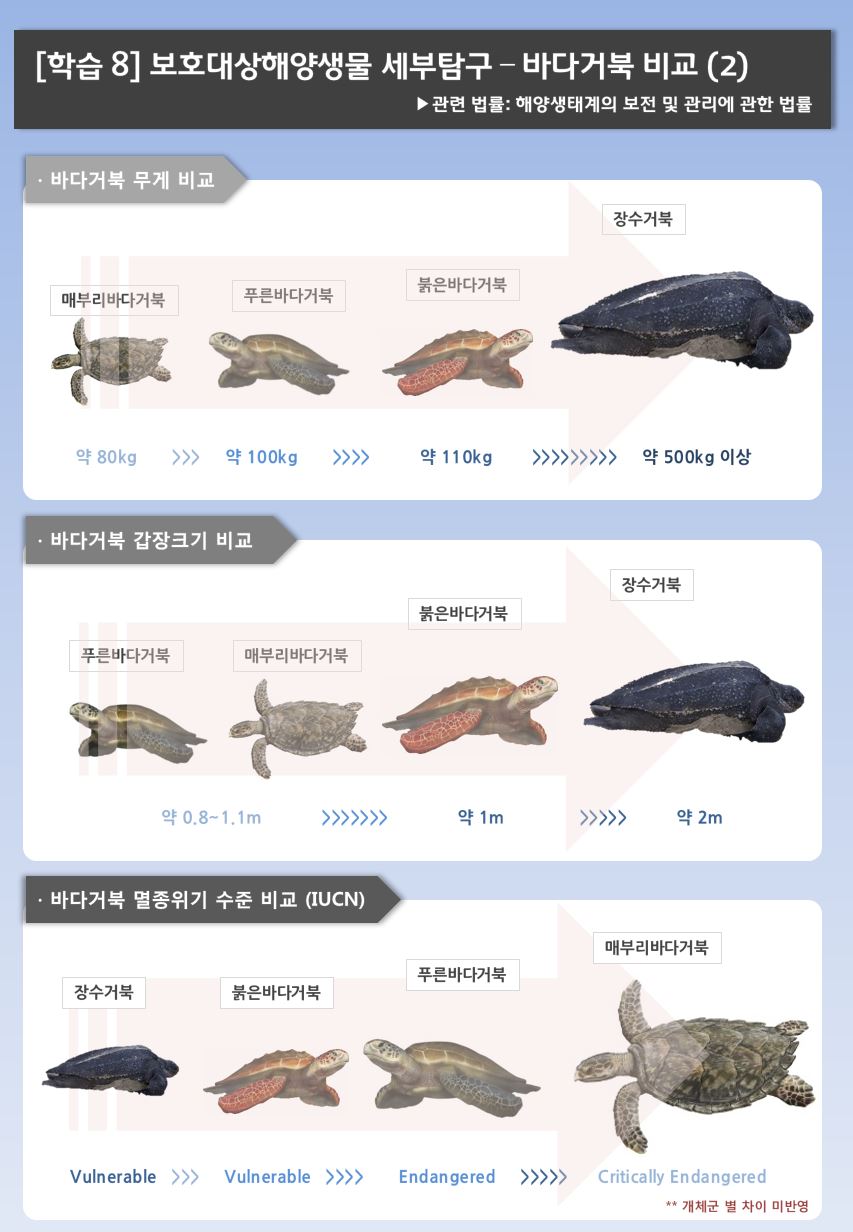 [학습 8] 보호대상해양생물 세부탐구 – 바다거북 비교 (2)
▶관련 법률: 해양생태계의 보전 및 관리에 관한 법률
· 바다거북 무게 비교
장수거북
붉은바다거북
푸른바다거북
매부리바다거북
약 80kg >>> 약 100kg >>>> 약 110kg >>>>>>>>> 약 500kg 이상
· 바다거북 갑장크기 비교
장수거북
붉은바다거북
푸른바다거북 매부리바다거북
약 0.8~1.1m >>>>>>> 약 1m >>>>> 약 2m
· 바다거북 멸종위기 수준 비교 (IUCN)
매부리바다거북
푸른바다거북
장수거북 붉은바다거북
Vulnerable >>> Vulnerable >>>> Endangered >>>>> Critically Endangered
** 개체군 별 차이 미반영